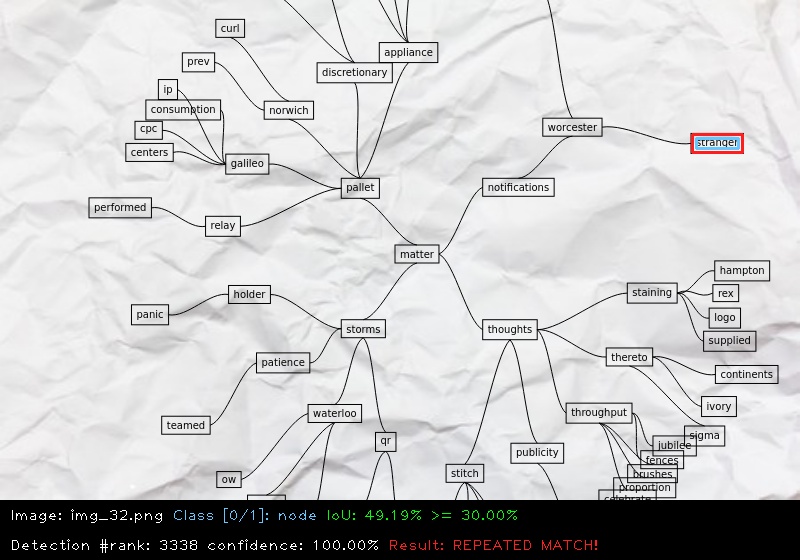 curl
appliance
prev
discretionary
ip
consumption
norwich
cpc
worcester
stranger
centers
galileo
pallet
notifications
performed
relay
matter
hampton
holder
staining
rex
panic
logo
storms
thoughts
supplied
thereto
patience
continents
ivory
waterloo
throughput
teamed
sigma
qr
jubilee
publicity
fences
stitch
brushes
ow
proportion
celebrate
Image: img_32.png Class [0/1]: node IoU: 49.19% >= 30.00%
Detection #rank: 3338 confidence: 100.00% Result: REPEATED MATCH!